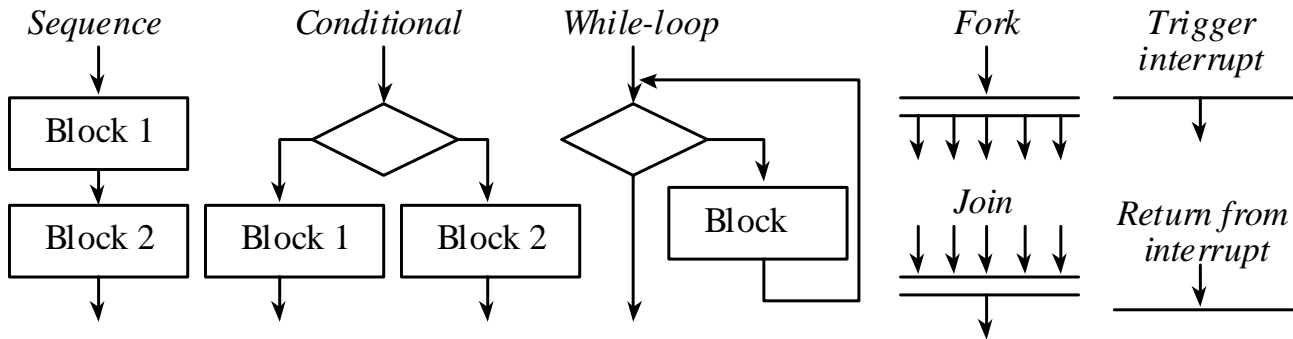 Sequence
Conditional
While-loop
Fork
Trigger
interrupt
Block 1
Block 2
Block 1
Block 2
Block
Join
Return from
interrupt